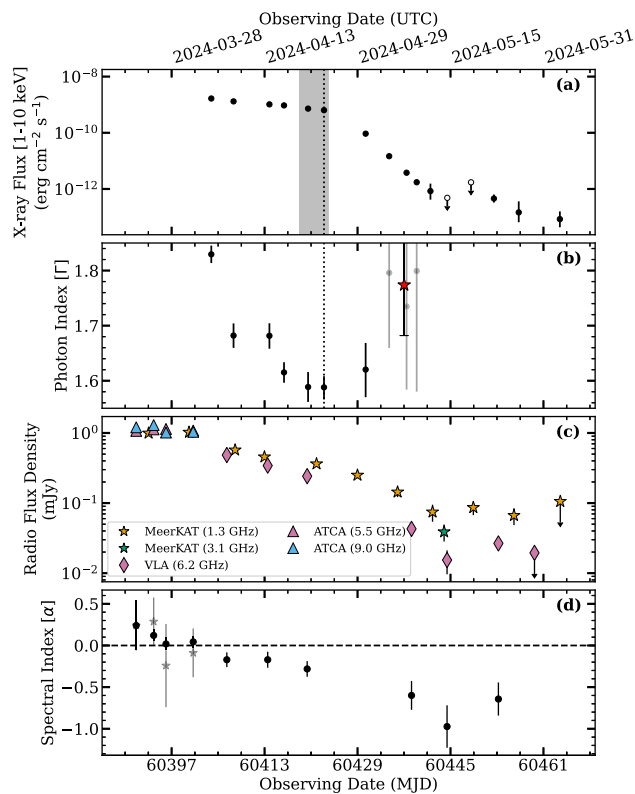 Observing Date (UTC)
2024-03-28
2024-04-13
2024-04-29
2024-05-15
2024-05-31
(a)
X-ray Flux [1-10 keV]
(erg cm⁻² s⁻¹)
10⁻⁸
10⁻¹⁰
10⁻¹²
(b)
Photon Index [Γ]
1.8
1.7
1.6
(c)
Radio Flux Density
(mJy)
10⁰
10⁻¹
10⁻²
MeerKAT (1.3 GHz)
MeerKAT (3.1 GHz)
VLA (6.2 GHz)
ATCA (5.5 GHz)
ATCA (9.0 GHz)
(d)
Spectral Index [α]
0.5
0.0
−0.5
−1.0
60397
60413
60429
60445
60461
Observing Date (MJD)